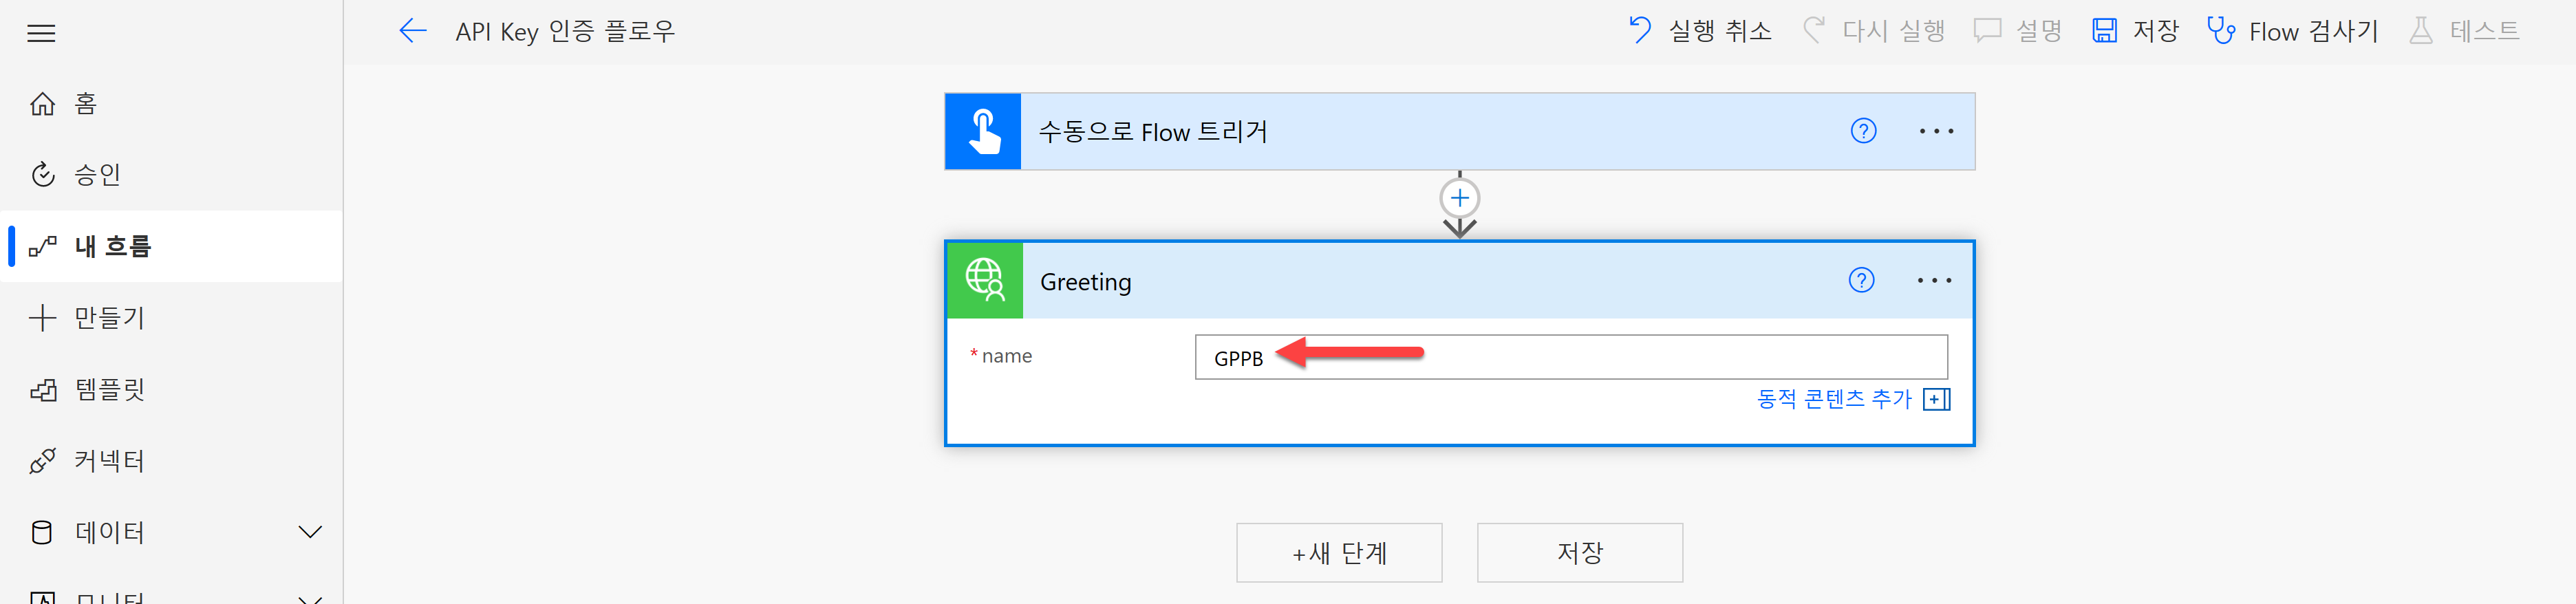 API Key 인증 플로우
실행 취소
다시 실행
설명
저장
Flow 검사기
테스트
홈
승인
내 흐름
만들기
템플릿
커넥터
데이터
수동으로 Flow 트리거
?
Greeting
?
* name
GPPB
동적 콘텐츠 추가
+새 단계
저장